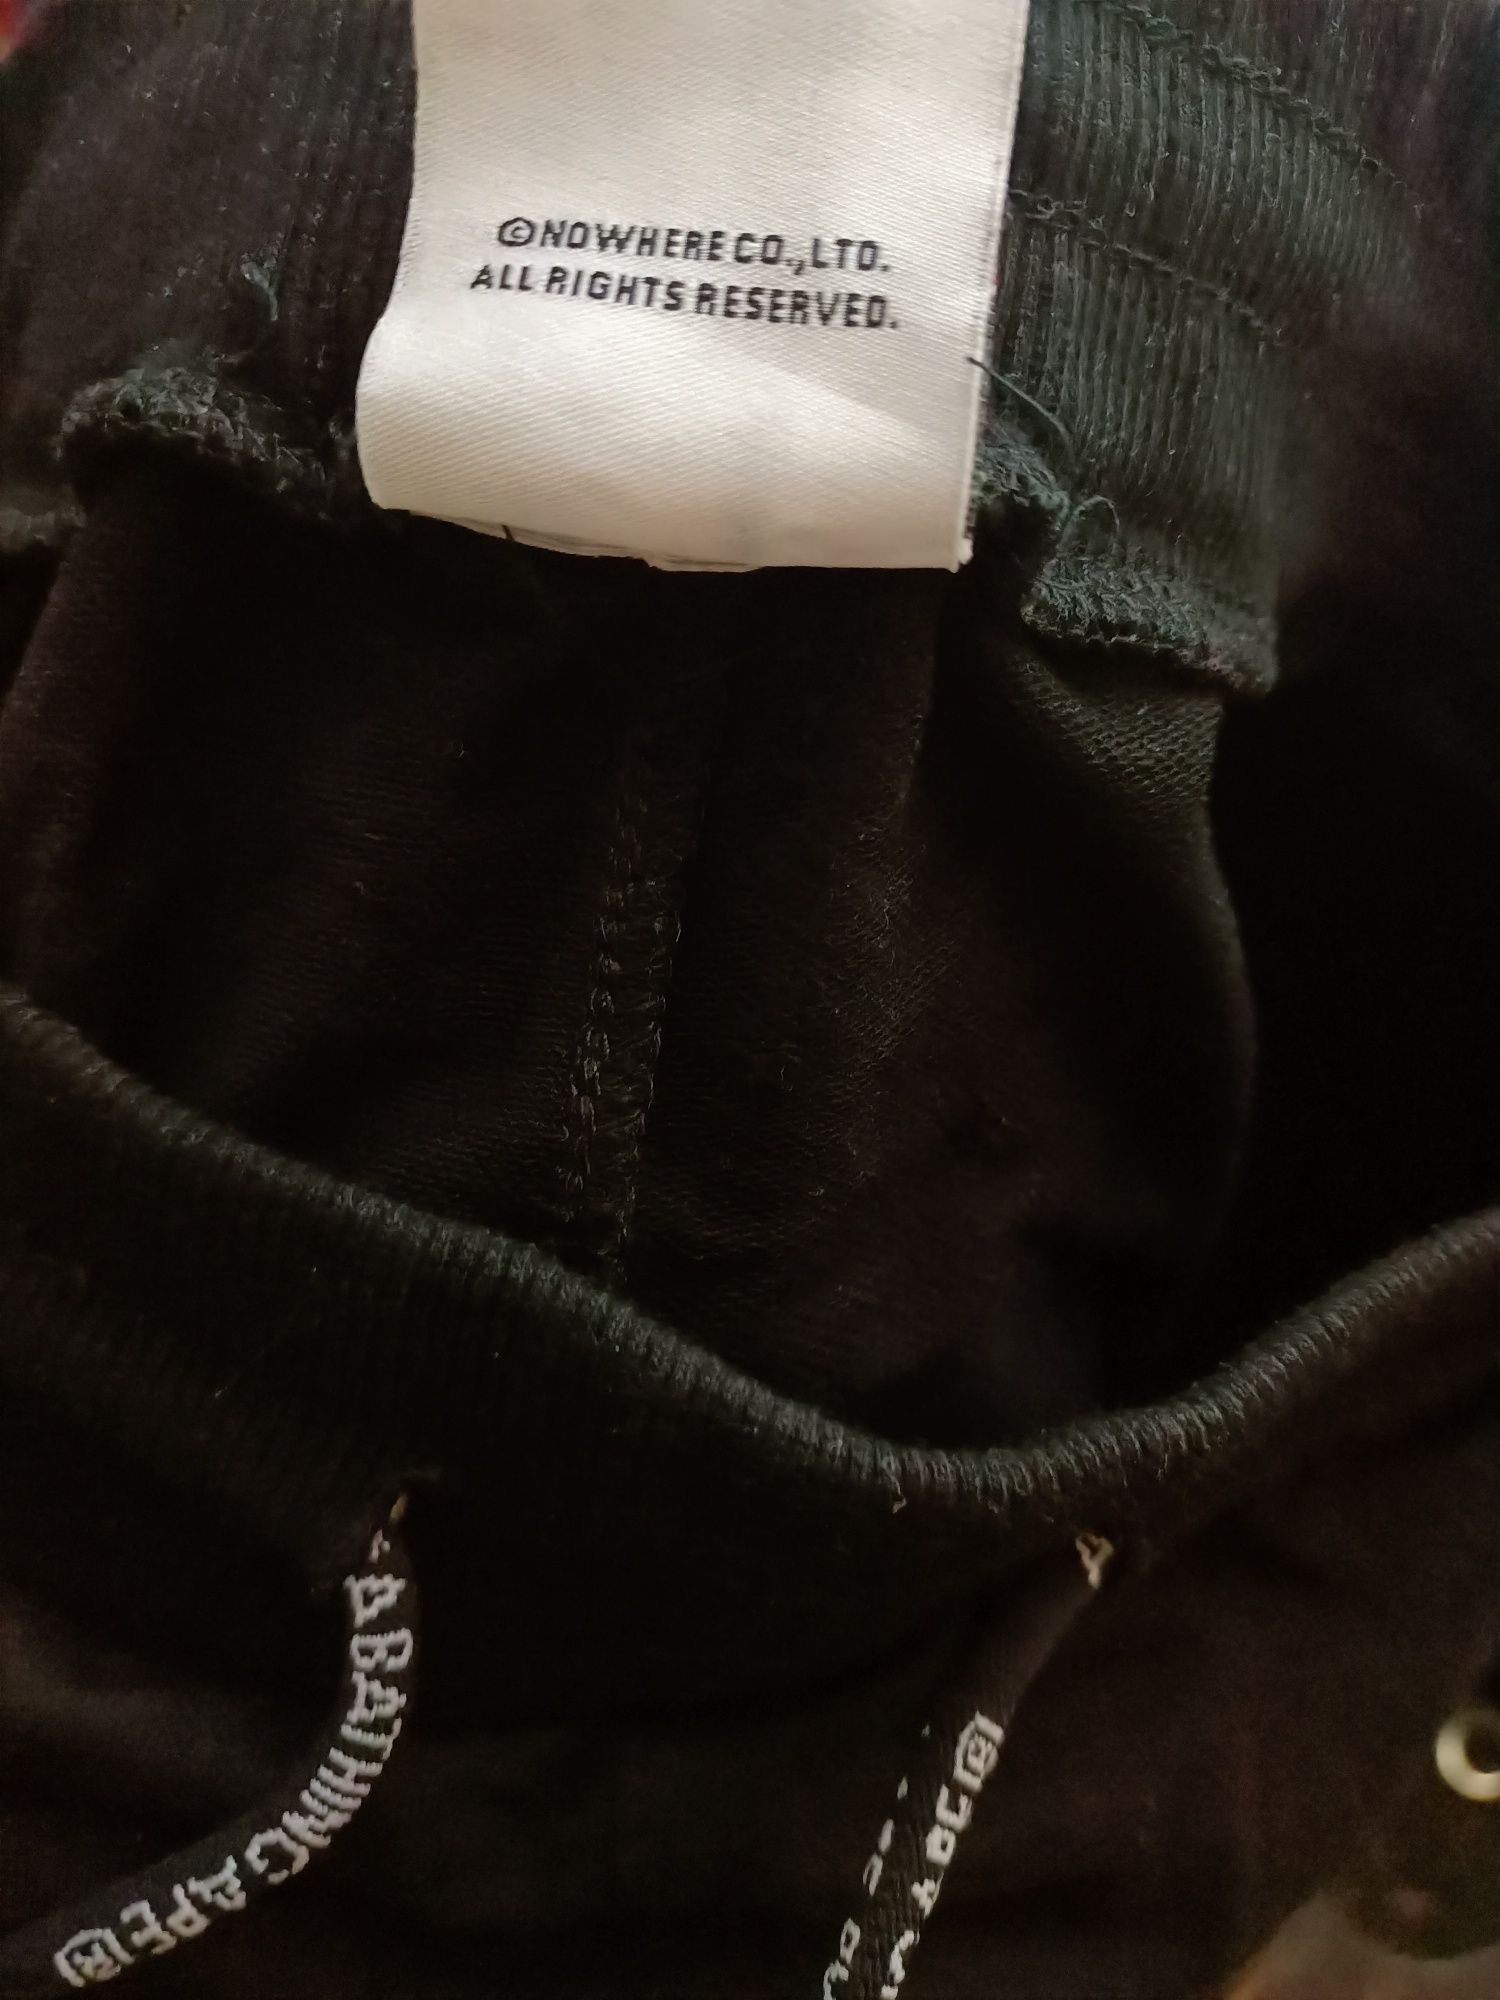 ©NOWHERE CO.,LTD.
ALL RIGHTS RESERVED.
A BATHING APE®